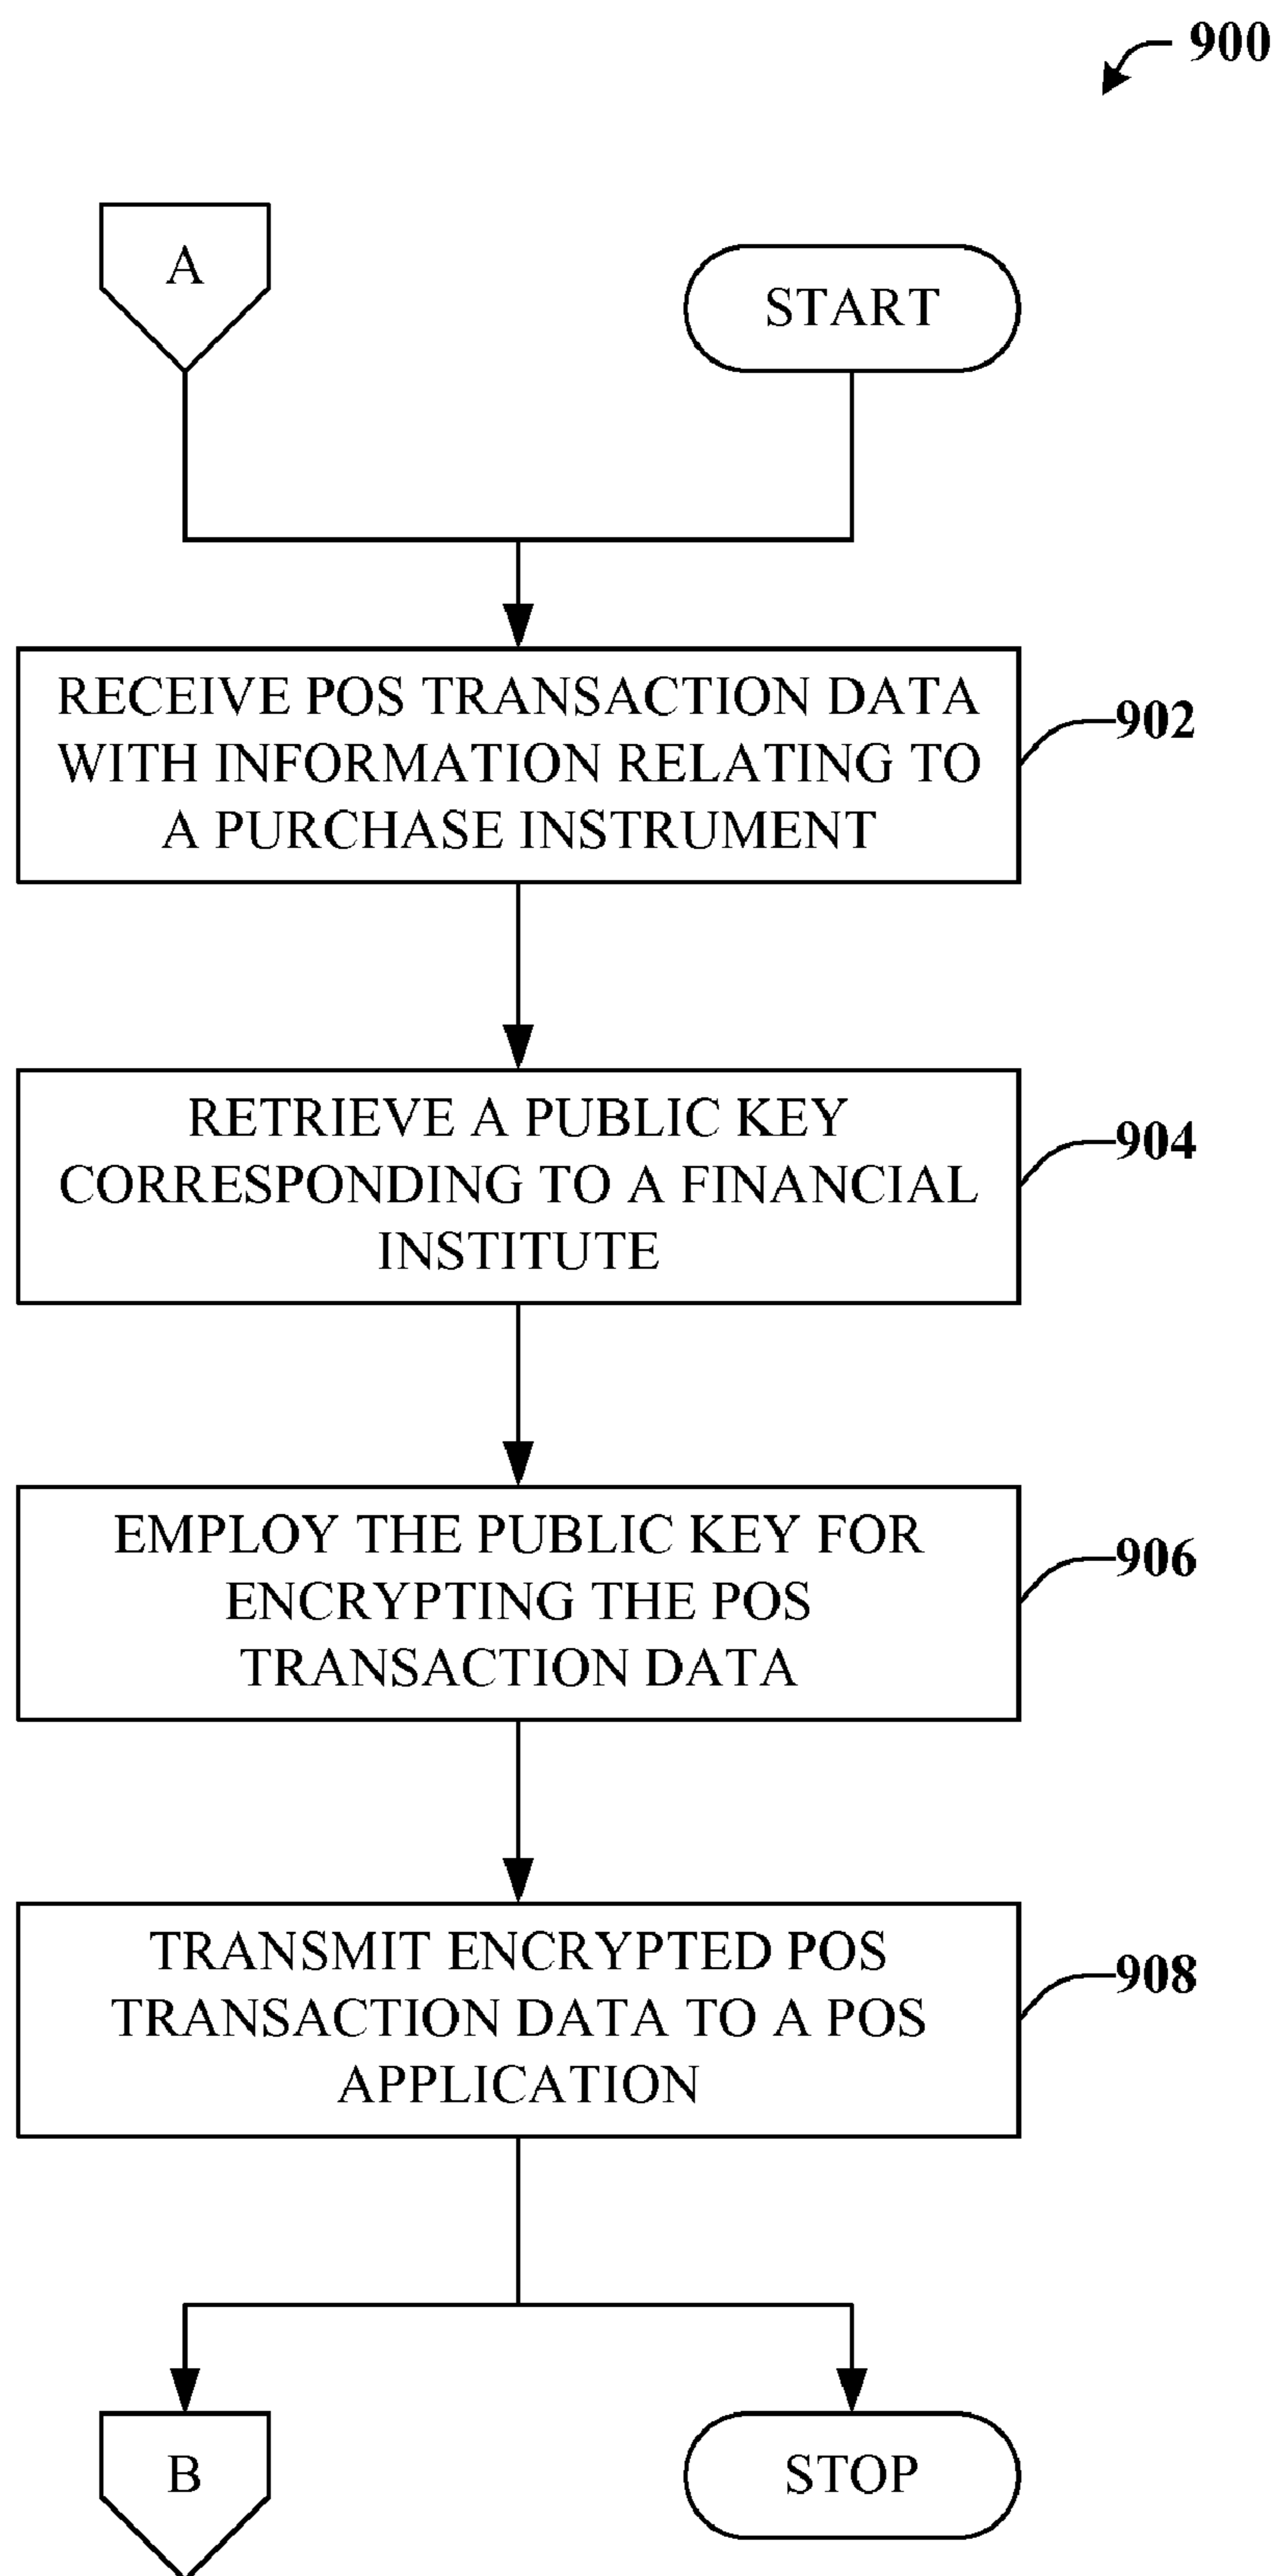 900
A
START
RECEIVE POS TRANSACTION DATA
WITH INFORMATION RELATING TO
A PURCHASE INSTRUMENT
902
RETRIEVE A PUBLIC KEY
CORRESPONDING TO A FINANCIAL
INSTITUTE
904
EMPLOY THE PUBLIC KEY FOR
ENCRYPTING THE POS
TRANSACTION DATA
906
TRANSMIT ENCRYPTED POS
TRANSACTION DATA TO A POS
APPLICATION
908
B
STOP